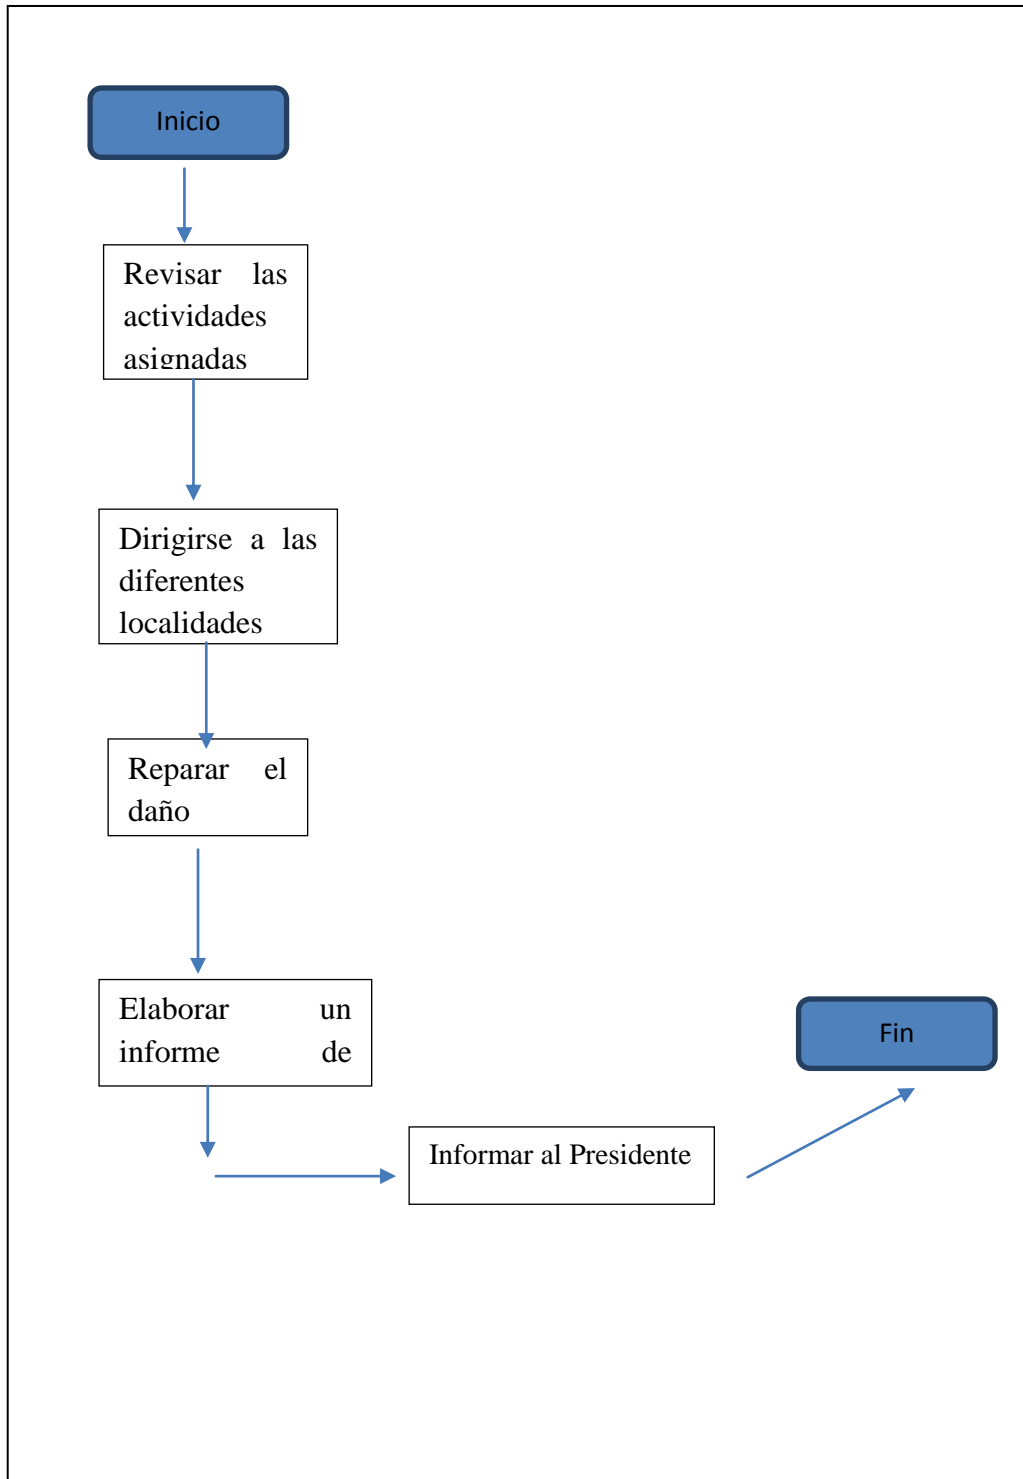 Inicio
Revisar las
actividades
asignadas
Dirigirse a las
diferentes
localidades
Reparar el
daño
Elaborar un
informe de
Informar al Presidente
Fin